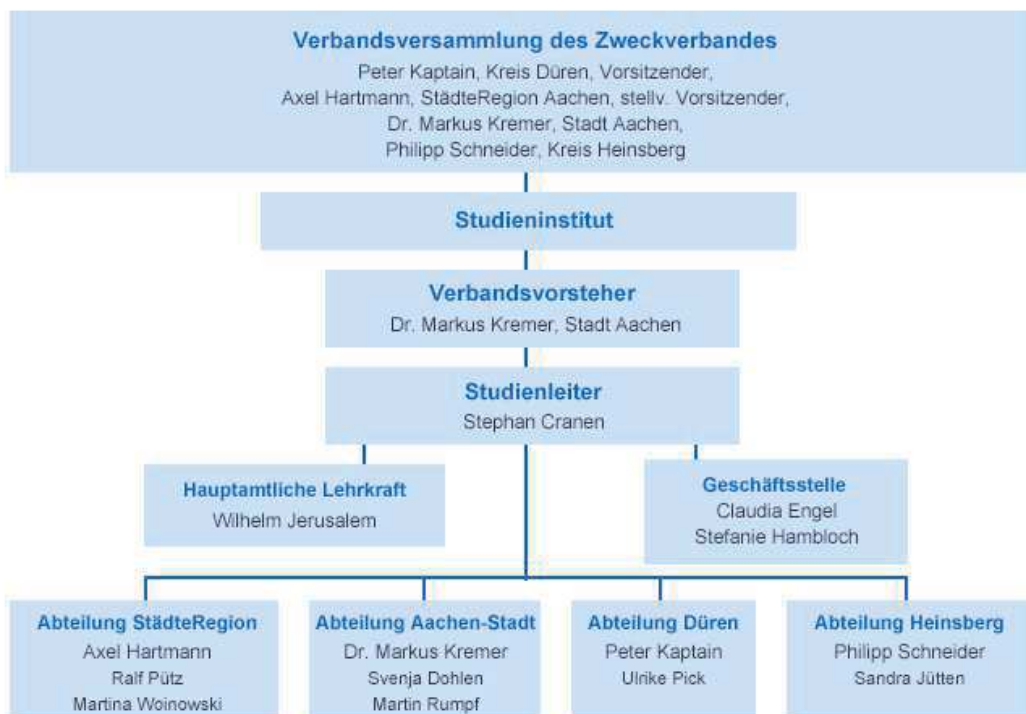 Verbandsversammlung des Zweckverbandes
Peter Kaptain, Kreis Düren, Vorsitzender,
Axel Hartmann, StädteRegion Aachen, stellv. Vorsitzender,
Dr. Markus Kremer, Stadt Aachen,
Philipp Schneider, Kreis Heinsberg
Studieninstitut
Verbandsvorsteher
Dr. Markus Kremer, Stadt Aachen
Studienleiter
Stephan Cranen
Hauptamtliche Lehrkraft
Wilhelm Jerusalem
Geschäftsstelle
Claudia Engel
Stefanie Hambloch
Abteilung StädteRegion
Axel Hartmann
Ralf Pütz
Martina Woinowski
Abteilung Aachen-Stadt
Dr. Markus Kremer
Svenja Dohlen
Martin Rumpf
Abteilung Düren
Peter Kaptain
Ulrike Pick
Abteilung Heinsberg
Philipp Schneider
Sandra Jütten